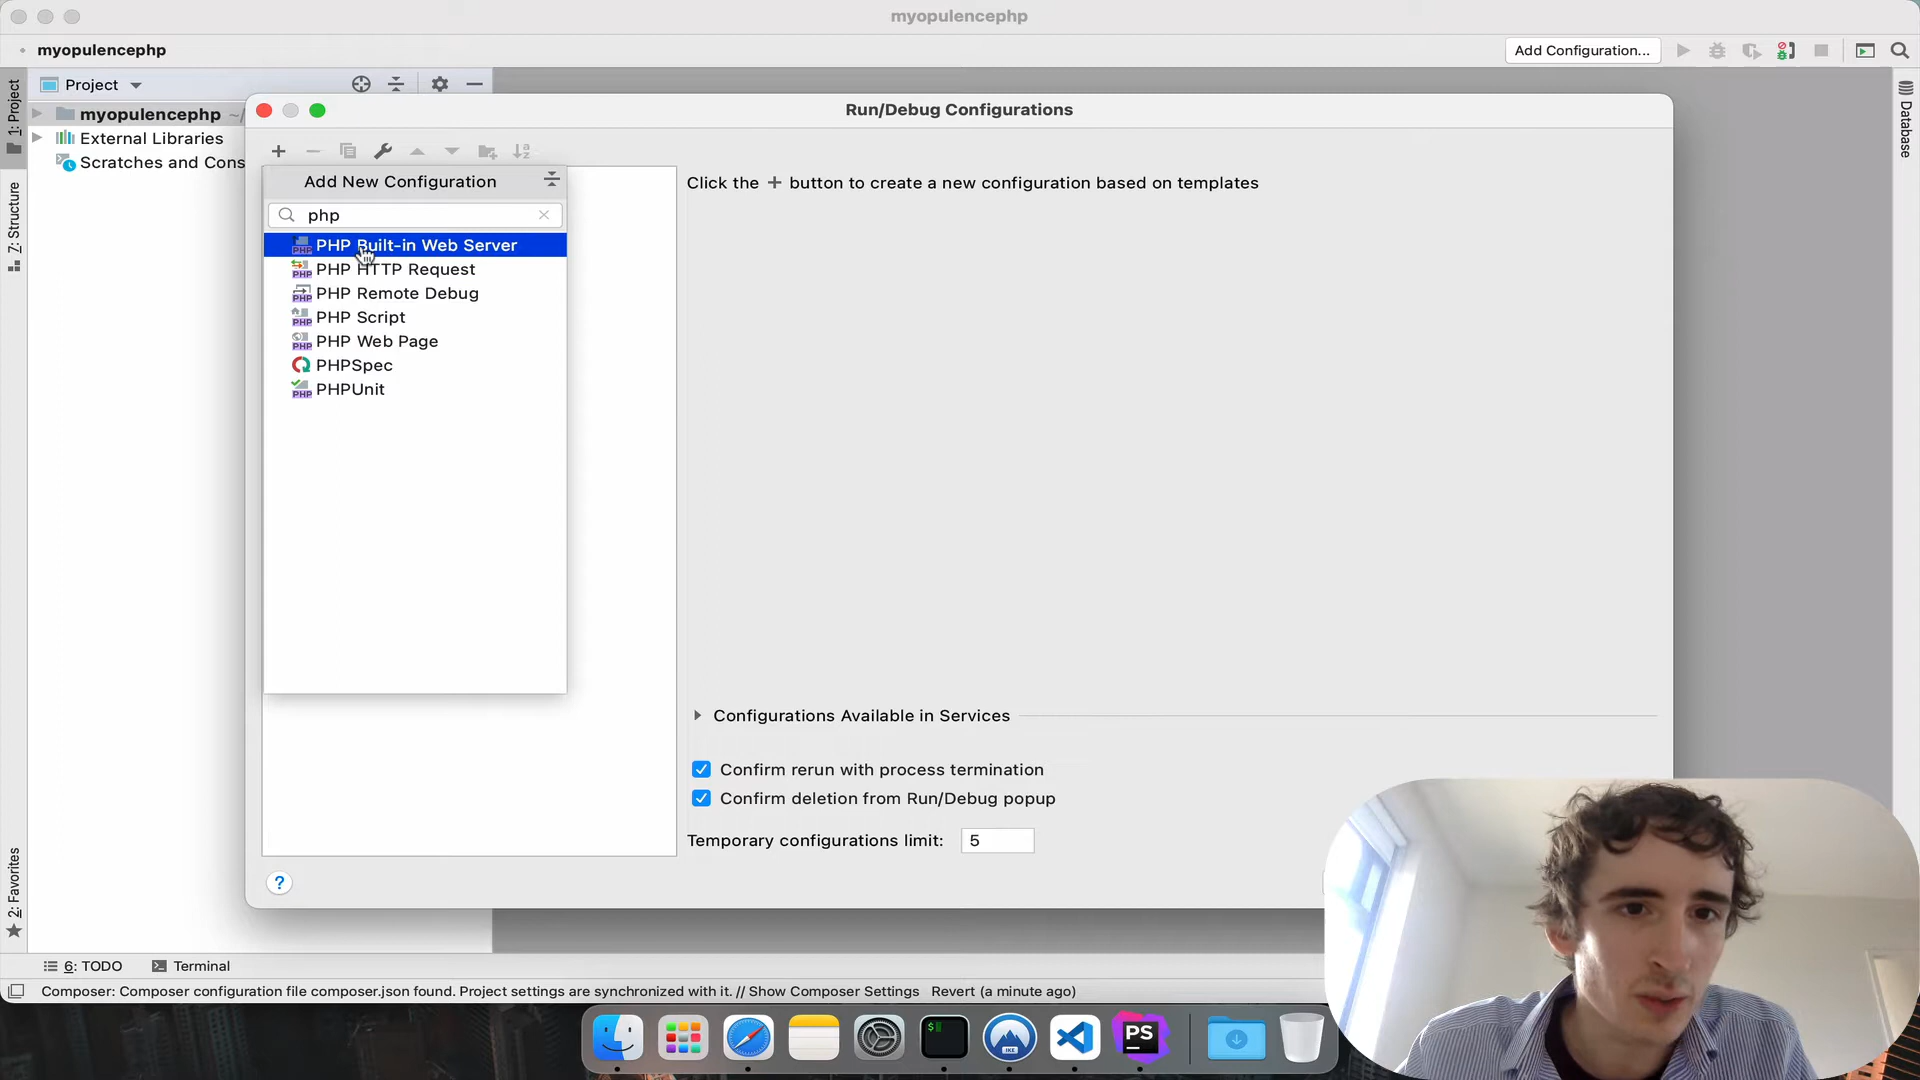 myopulencephp
myopulencephp
Add Configuration...
Project
1: Project
myopulencephp ~/
External Libraries
Scratches and Cons
7: Structure
Database
Run/Debug Configurations
Add New Configuration
php
PHP Built-in Web Server
PHP HTTP Request
PHP Remote Debug
PHP Script
PHP Web Page
PHPSpec
PHPUnit
Click the + button to create a new configuration based on templates
Configurations Available in Services
Confirm rerun with process termination
Confirm deletion from Run/Debug popup
Temporary configurations limit: 5
?
2: Favorites
6: TODO
Terminal
Composer: Composer configuration file composer.json found. Project settings are synchronized with it. // Show Composer Settings Revert (a minute ago)
$
IKE
PS